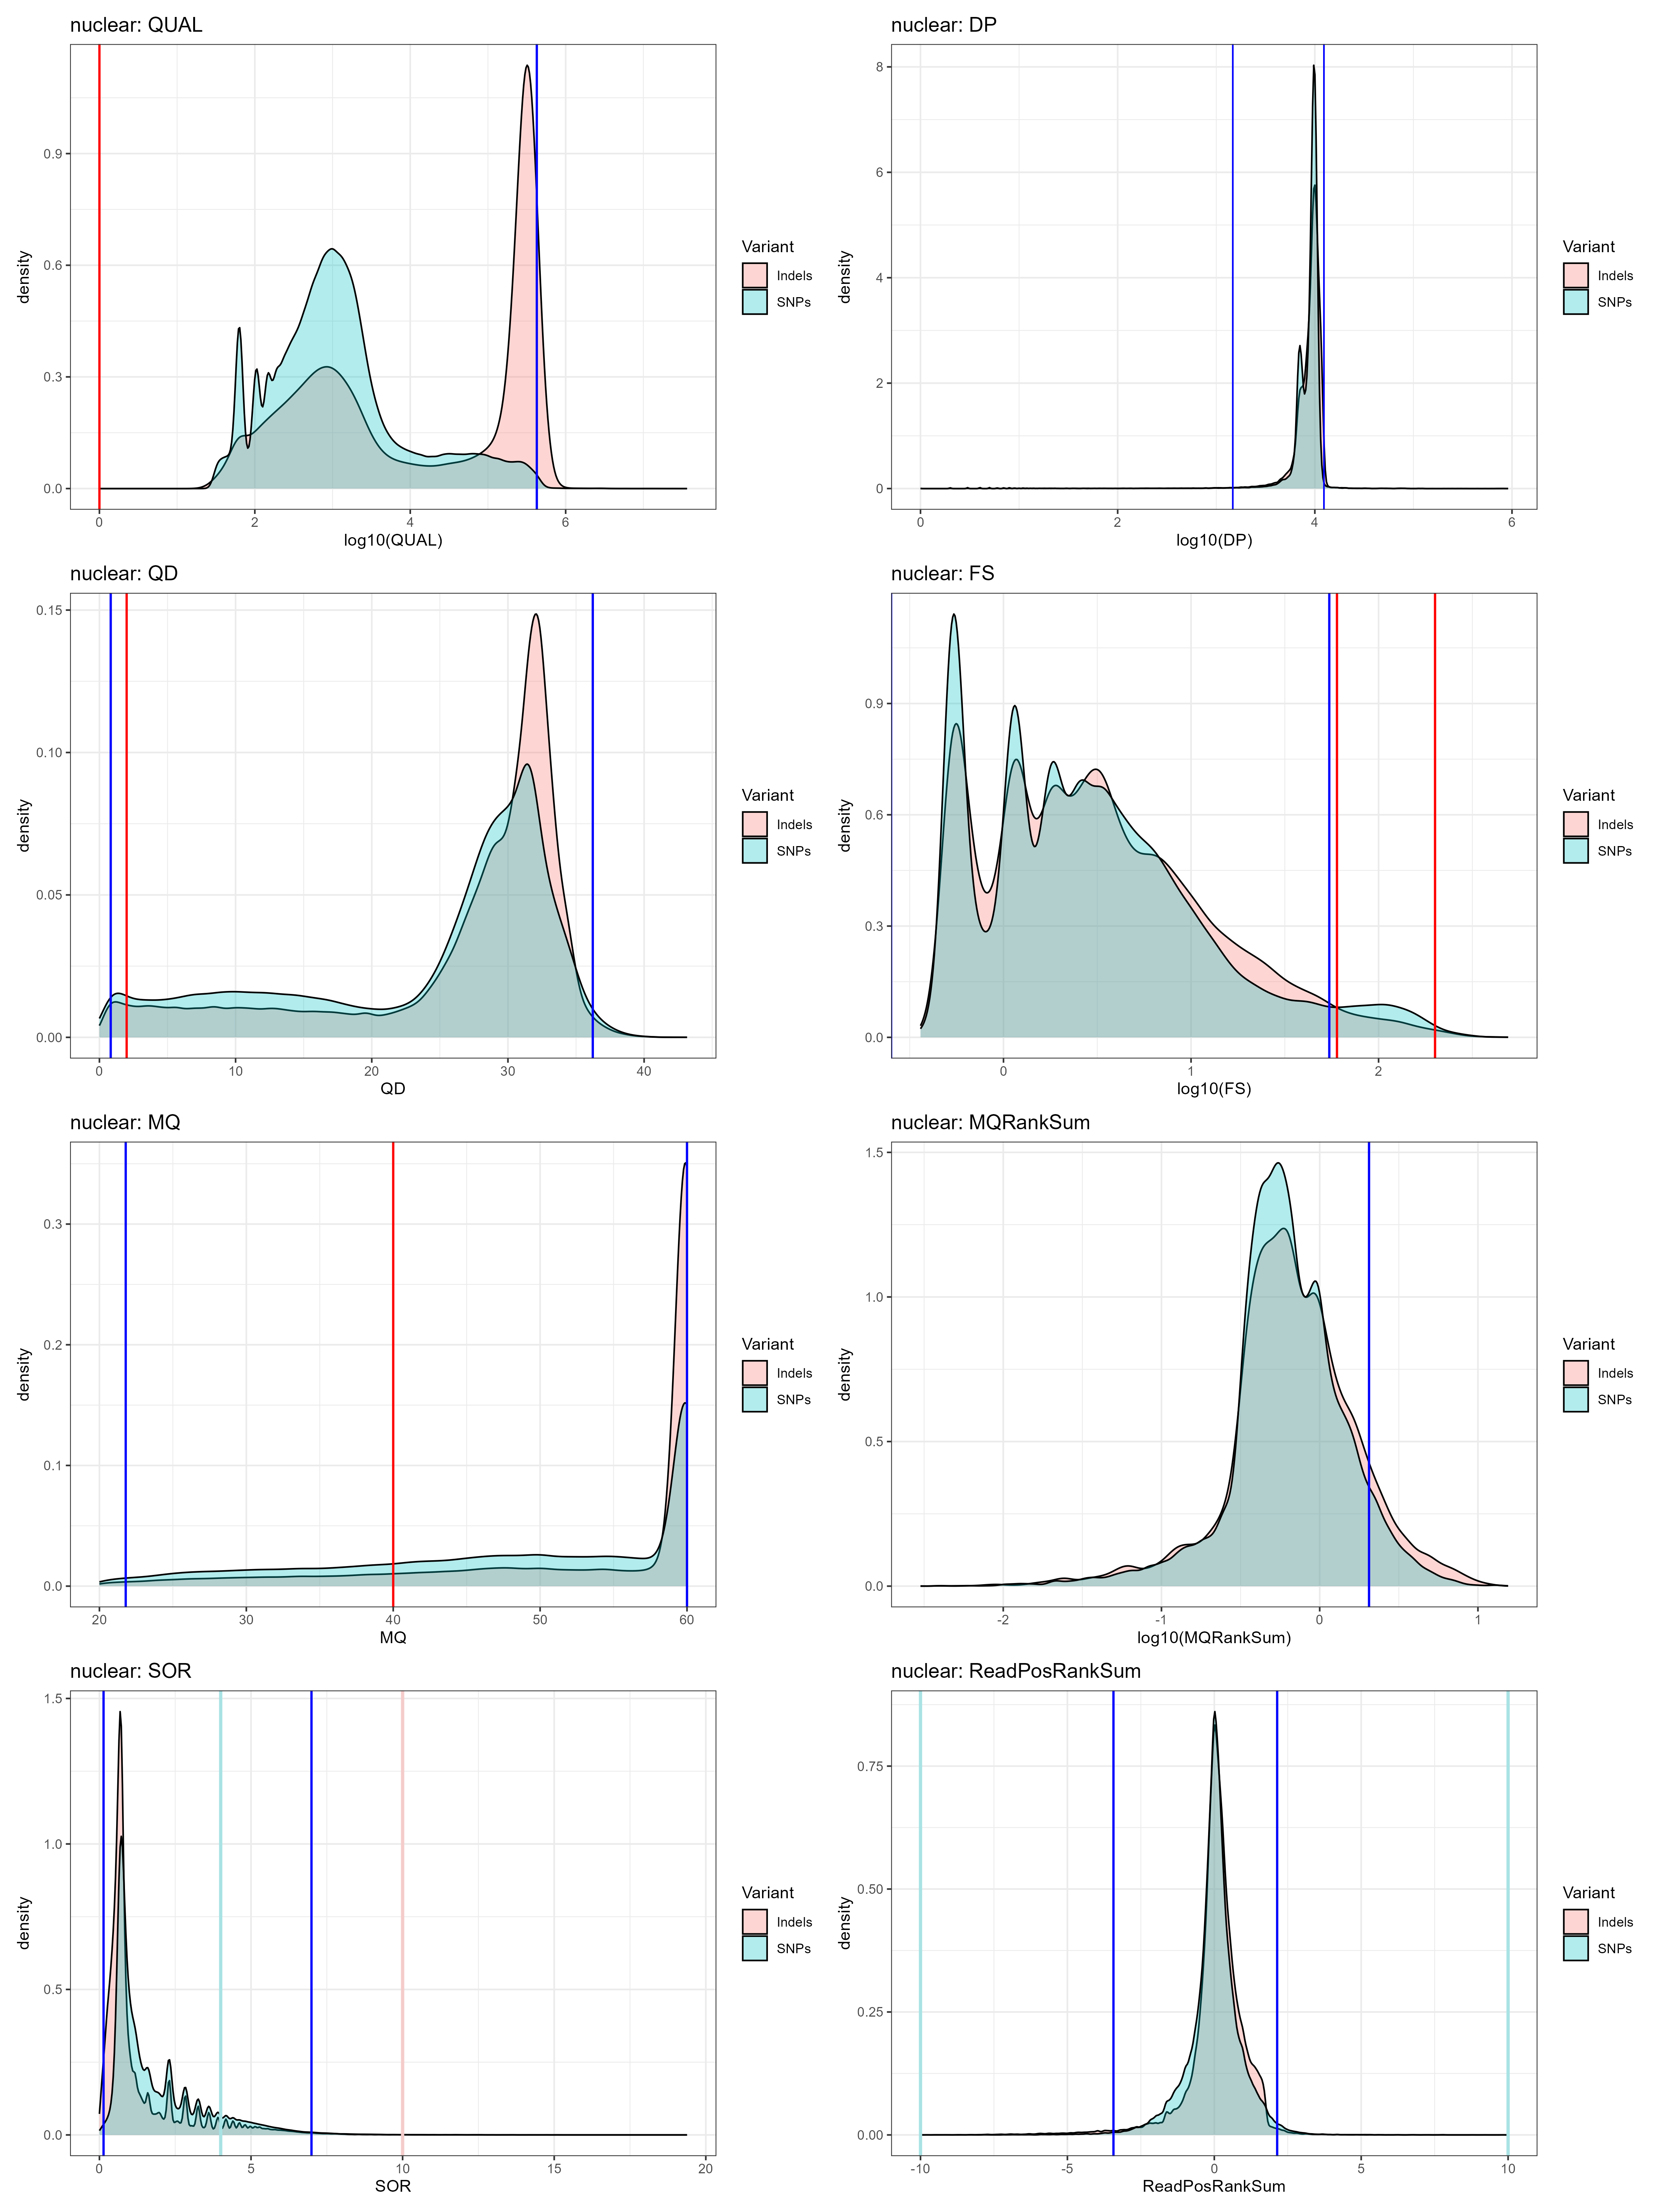 nuclear: QUAL
0.9
0.6
0.3
0.0
density
0
2
4
6
log10(QUAL)
Variant
Indels
SNPs
nuclear: DP
8
6
4
2
0
density
0
2
4
6
log10(DP)
Variant
Indels
SNPs
nuclear: QD
0.15
0.10
0.05
0.00
density
0
10
20
30
40
QD
Variant
Indels
SNPs
nuclear: FS
0.9
0.6
0.3
0.0
density
0
1
2
log10(FS)
Variant
Indels
SNPs
nuclear: MQ
0.3
0.2
0.1
0.0
density
20
30
40
50
60
MQ
Variant
Indels
SNPs
nuclear: MQRankSum
1.5
1.0
0.5
0.0
density
-2
-1
0
1
log10(MQRankSum)
Variant
Indels
SNPs
nuclear: SOR
1.5
1.0
0.5
0.0
density
0
5
10
15
20
SOR
Variant
Indels
SNPs
nuclear: ReadPosRankSum
0.75
0.50
0.25
0.00
density
-10
-5
0
5
10
ReadPosRankSum
Variant
Indels
SNPs